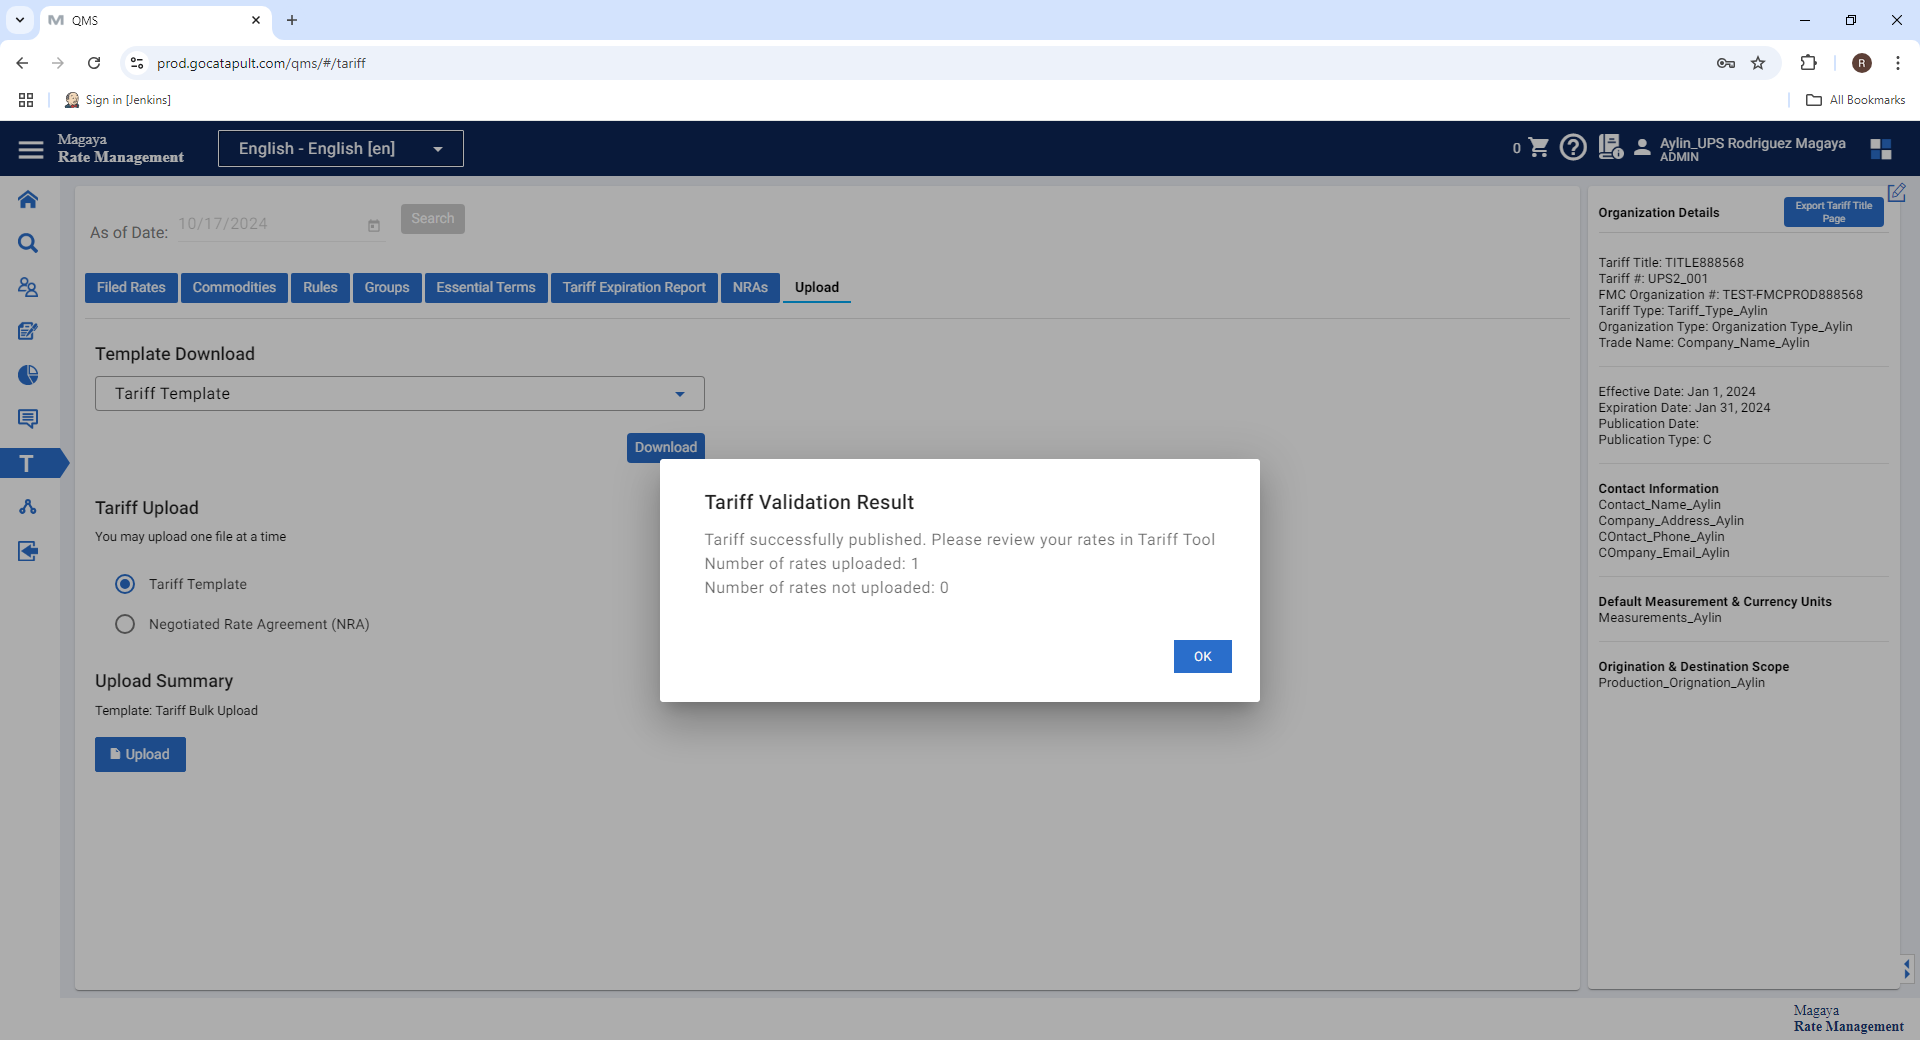 QMS
prod.gocatapult.com/qms/#/tariff
R
Sign in [Jenkins]
All Bookmarks
Magaya
Rate Management
English - English [en]
0
Aylin_UPS Rodriguez Magaya
ADMIN
As of Date:
10/17/2024
Search
Filed Rates
Commodities
Rules
Groups
Essential Terms
Tariff Expiration Report
NRAs
Upload
Template Download
Tariff Template
Download
T
Tariff Upload
You may upload one file at a time
Tariff Template
Negotiated Rate Agreement (NRA)
Upload Summary
Template: Tariff Bulk Upload
Upload
Tariff Validation Result
Tariff successfully published. Please review your rates in Tariff Tool
Number of rates uploaded: 1
Number of rates not uploaded: 0
OK
Organization Details
Export Tariff Title
Page
Tariff Title: TITLE888568
Tariff #: UPS2_001
FMC Organization #: TEST-FMCPROD888568
Tariff Type: Tariff_Type_Aylin
Organization Type: Organization Type_Aylin
Trade Name: Company_Name_Aylin
Effective Date: Jan 1, 2024
Expiration Date: Jan 31, 2024
Publication Date:
Publication Type: C
Contact Information
Contact_Name_Aylin
Company_Address_Aylin
COntact_Phone_Aylin
COmpany_Email_Aylin
Default Measurement & Currency Units
Measurements_Aylin
Origination & Destination Scope
Production_Orignation_Aylin
Magaya
Rate Management